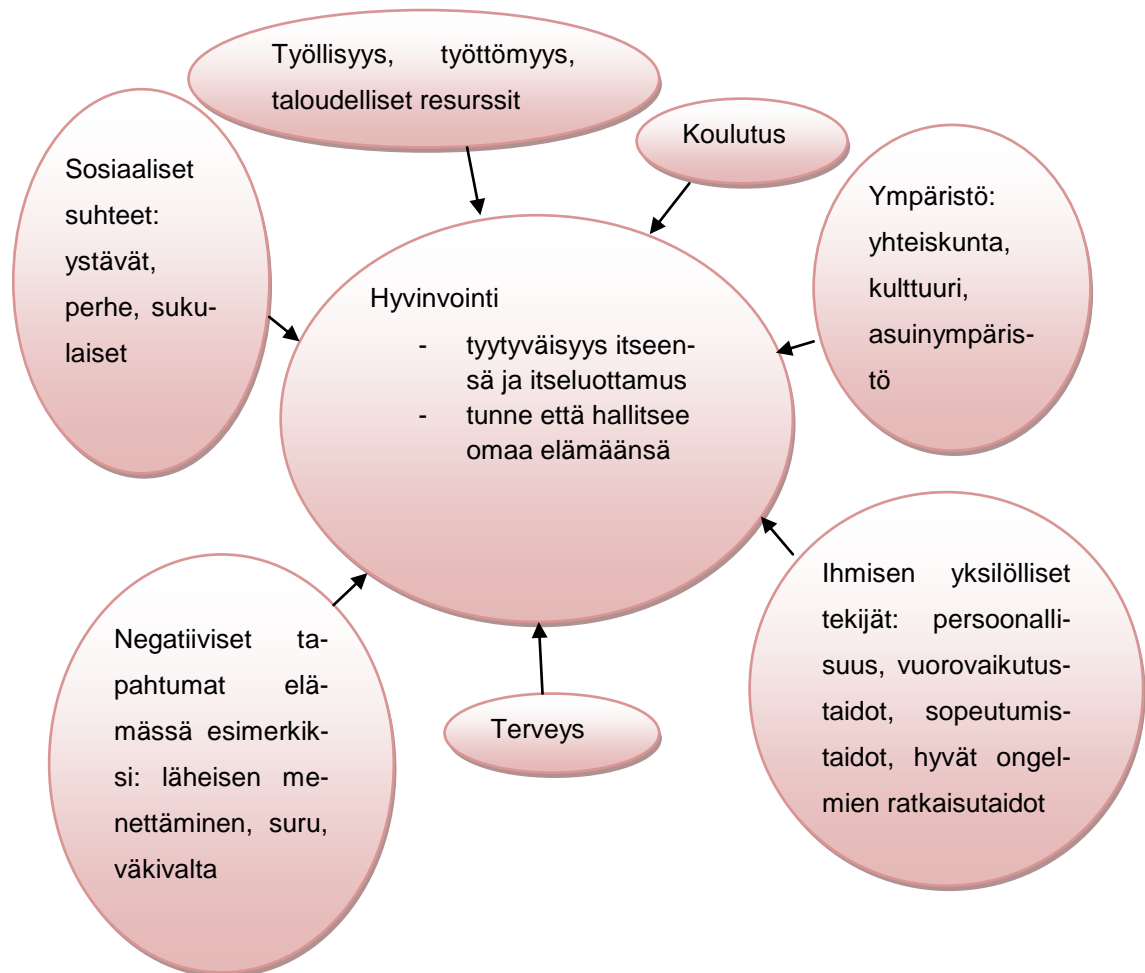 Työllisyys, työttömyys,
taloudelliset resurssit
Koulutus
Sosiaaliset
suhteet:
ystävät,
perhe, suku-
laiset
Ympäristö:
yhteiskunta,
kulttuuri,
asuinympäris-
tö
Hyvinvointi
- tyytyväisyys itseen-
sä ja itseluottamus
- tunne että hallitsee
omaa elämäänsä
Ihmisen yksilölliset
tekijät: persoonalli-
suus, vuorovaikutus-
taidot, sopeutumis-
taidot, hyvät ongel-
mien ratkaisutaidot
Negatiiviset ta-
pahtumat elä-
mässä esimerkik-
si: läheisen me-
nettäminen, suru,
väkivalta
Terveys